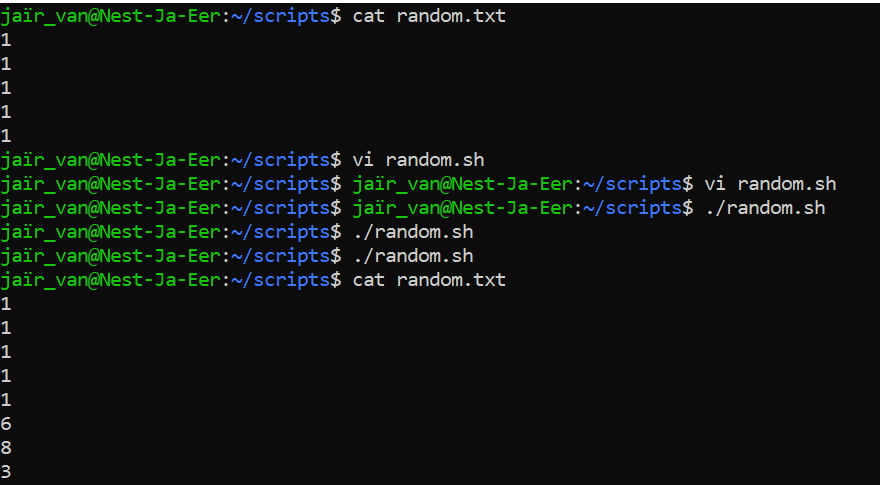 jaïr_van@Nest-Ja-Eer:~/scripts$ cat random.txt
1
1
1
1
1
jaïr_van@Nest-Ja-Eer:~/scripts$ vi random.sh
jaïr_van@Nest-Ja-Eer:~/scripts$ jaïr_van@Nest-Ja-Eer:~/scripts$ vi random.sh
jaïr_van@Nest-Ja-Eer:~/scripts$ jaïr_van@Nest-Ja-Eer:~/scripts$ ./random.sh
jaïr_van@Nest-Ja-Eer:~/scripts$ ./random.sh
jaïr_van@Nest-Ja-Eer:~/scripts$ ./random.sh
jaïr_van@Nest-Ja-Eer:~/scripts$ cat random.txt
1
1
1
1
1
6
8
3